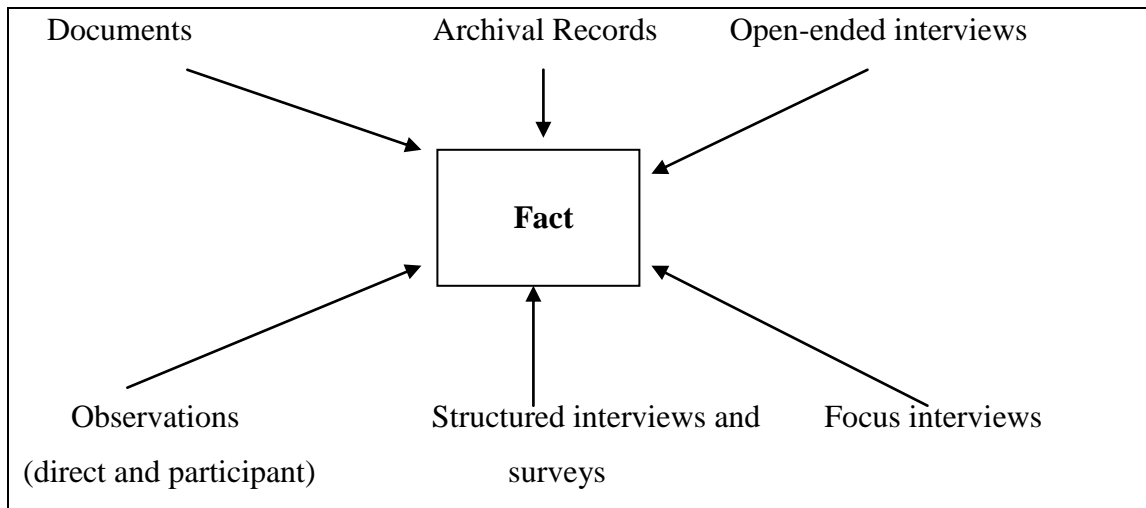 Documents
Archival Records
Open-ended interviews
Fact
Observations
(direct and participant)
Structured interviews and
surveys
Focus interviews